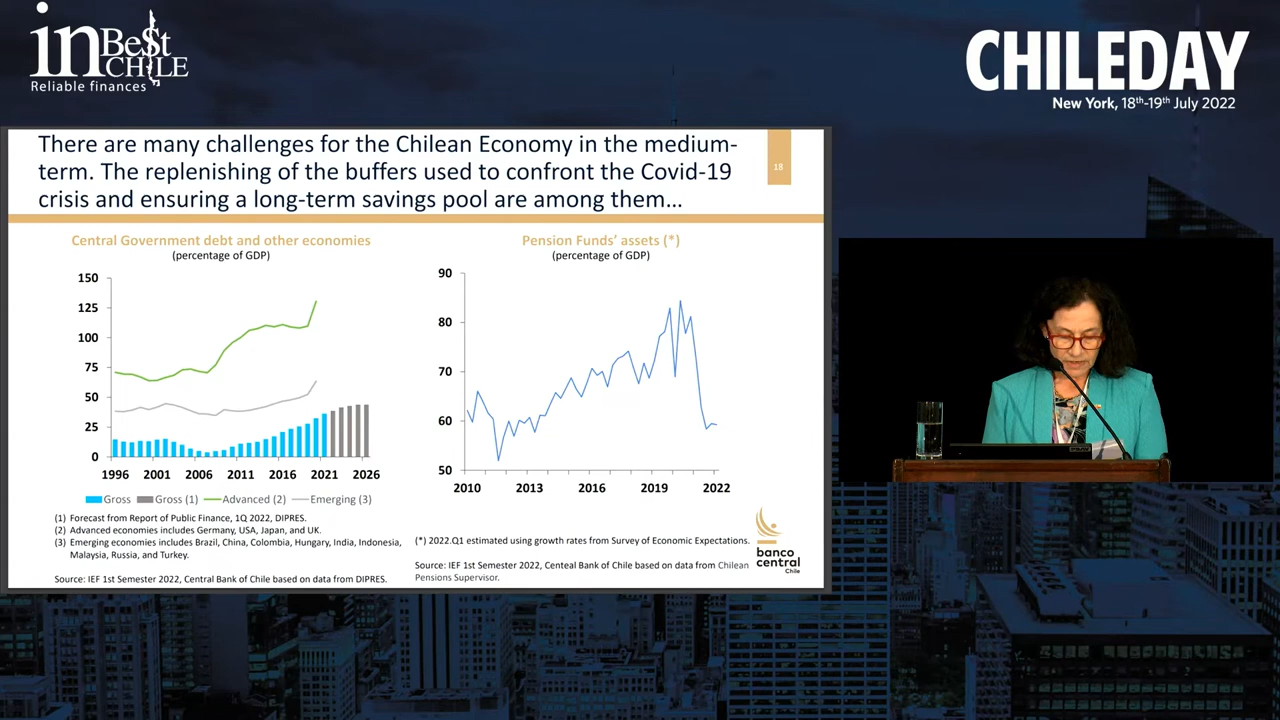 inBeStCHiLE
Reliable finances
CHILEDAY
New York, 18th-19th July 2022
There are many challenges for the Chilean Economy in the medium-
term. The replenishing of the buffers used to confront the Covid-19
crisis and ensuring a long-term savings pool are among them...
18
Central Government debt and other economies
(percentage of GDP)
150
125
100
75
50
25
0
1996 2001 2006 2011 2016 2021 2026
Gross Gross (1) Advanced (2) Emerging (3)
(1) Forecast from Report of Public Finance, 1Q 2022, DIPRES.
(2) Advanced economies includes Germany, USA, Japan, and UK.
(3) Emerging economies includes Brazil, China, Colombia, Hungary, India, Indonesia,
Malaysia, Russia, and Turkey.
Source: IEF 1st Semester 2022, Central Bank of Chile based on data from DIPRES.
Pension Funds' assets (*)
(percentage of GDP)
90
80
70
60
50
2010 2013 2016 2019 2022
(*) 2022.Q1 estimated using growth rates from Survey of Economic Expectations.
Source: IEF 1st Semester 2022, Centeal Bank of Chile based on data from Chilean
Pensions Supervisor.
banco
central
Chile